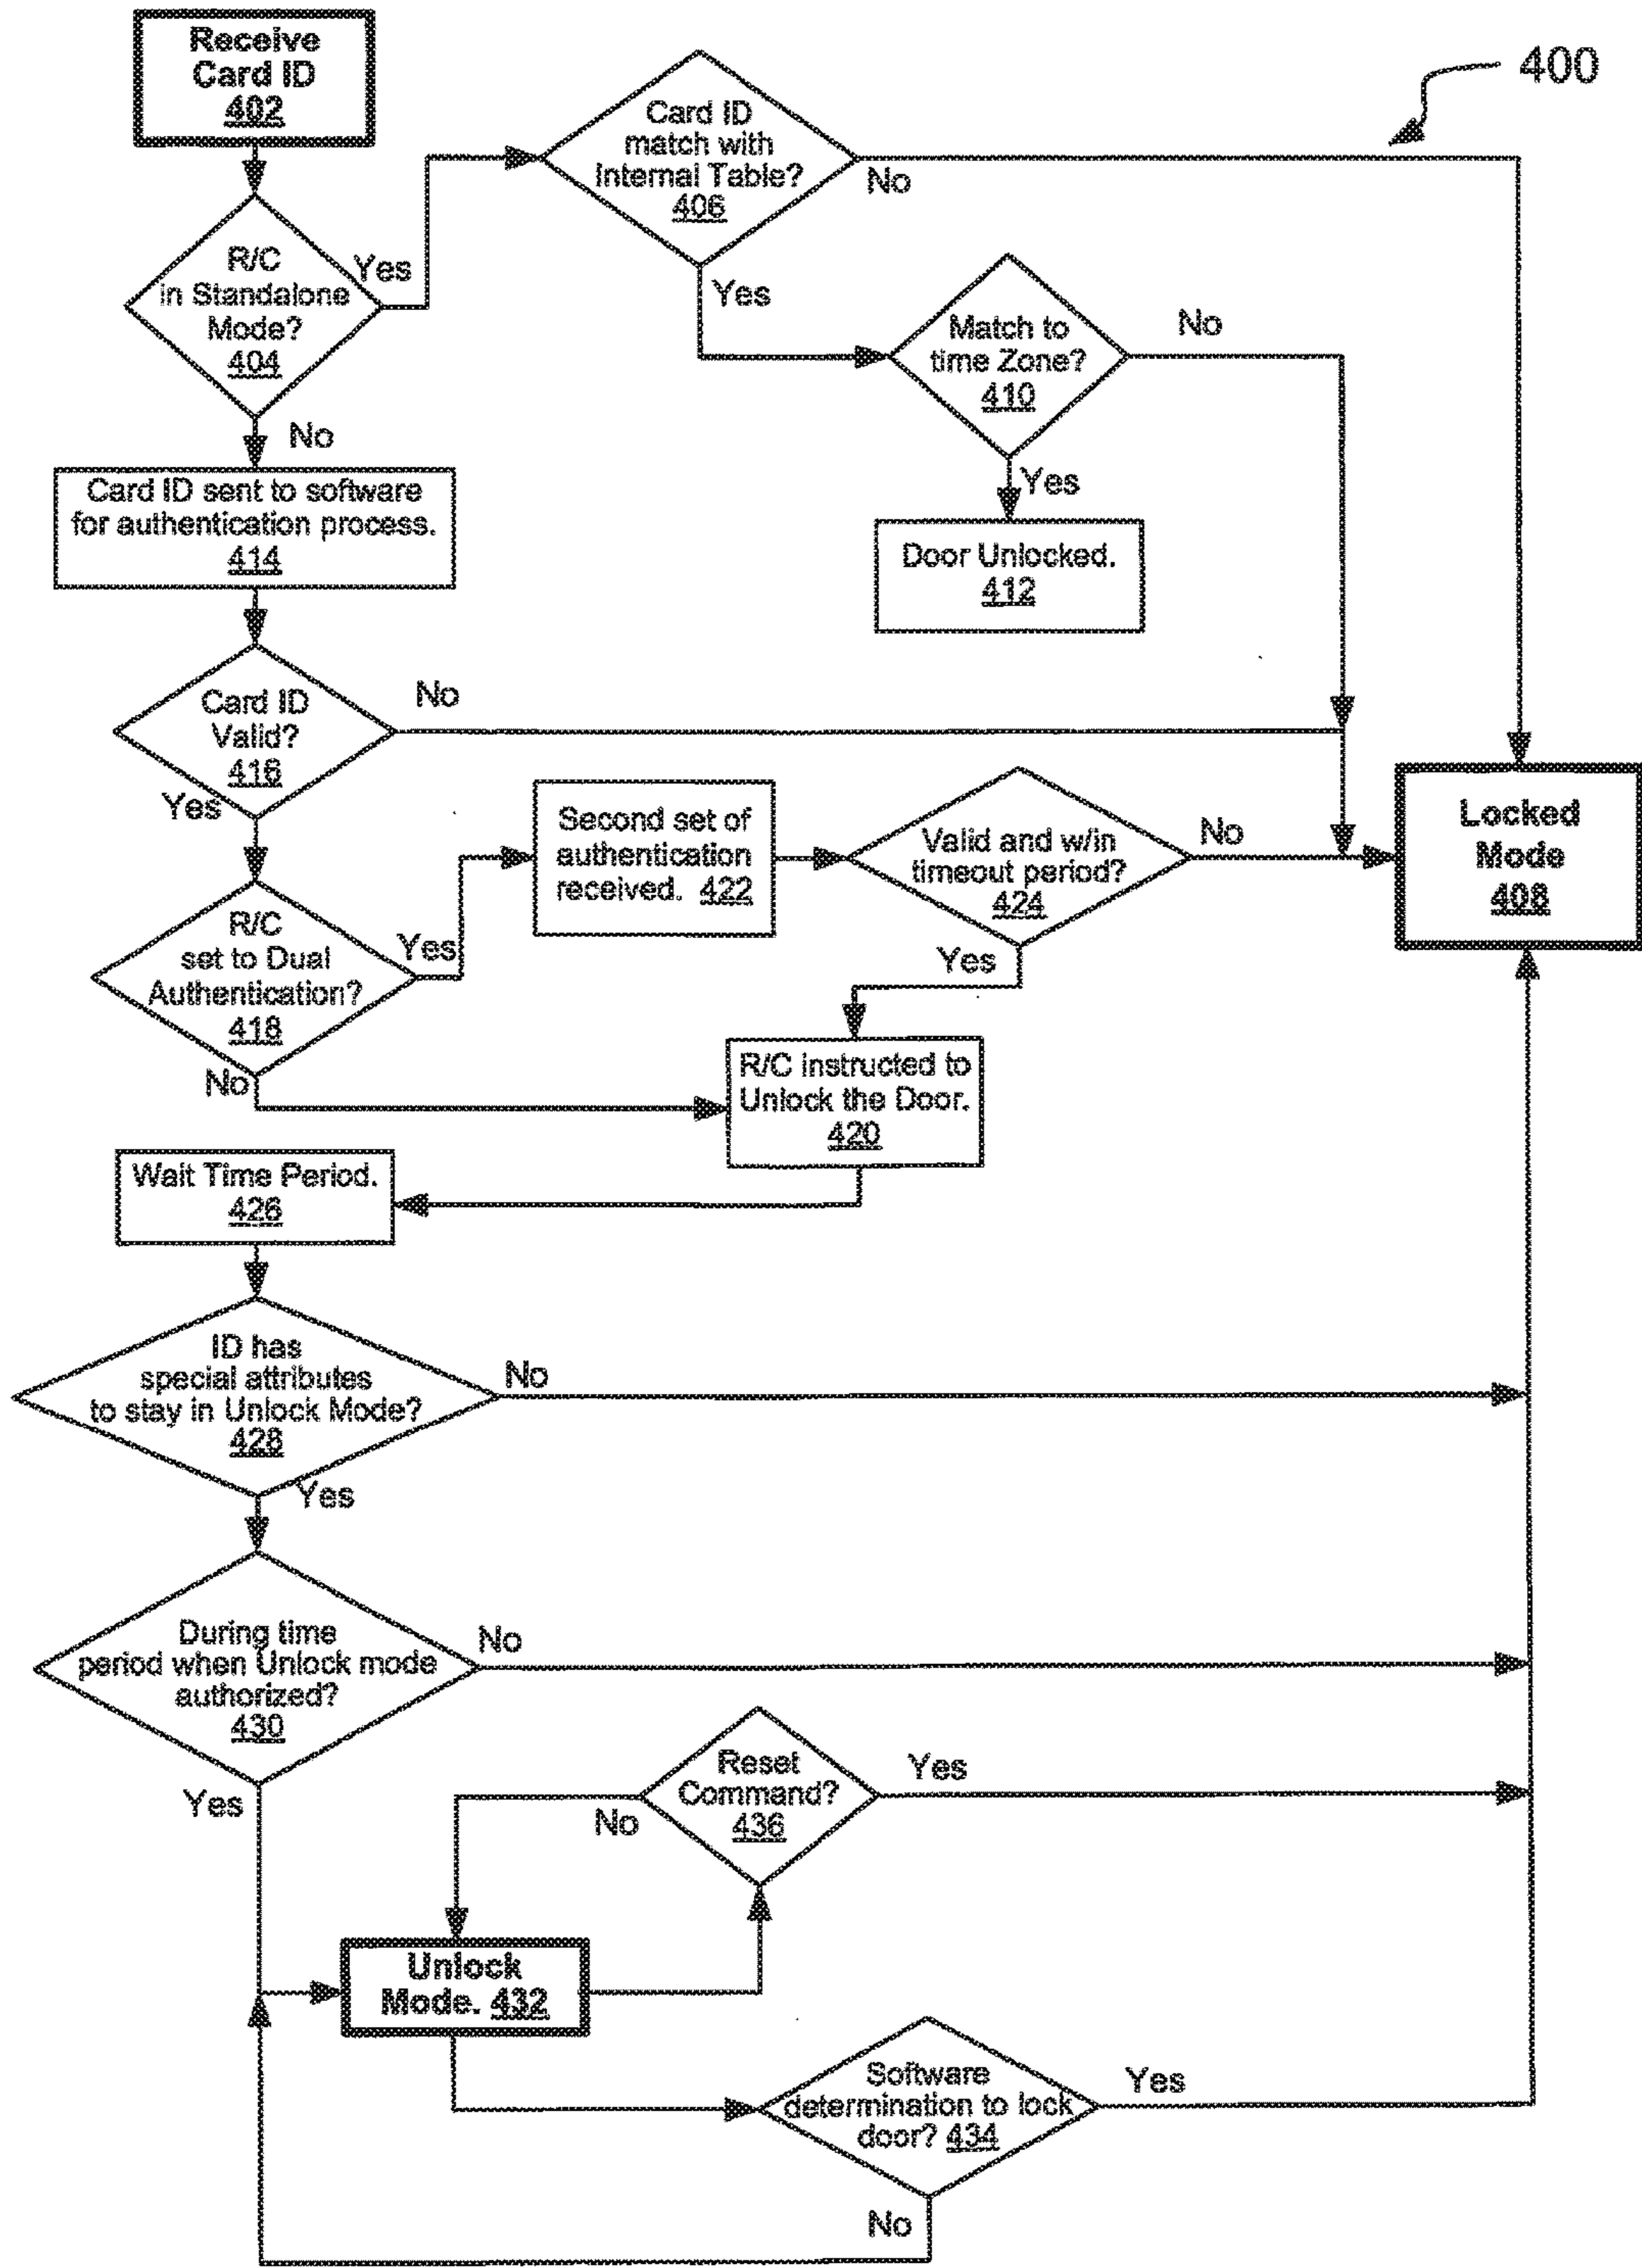 Receive
Card ID
402
400
Card ID
match with
Internal Table?
406
No
Yes
R/C
in Standalone
Mode?
404
Yes
No
Match to
time Zone?
410
No
Yes
Door Unlocked.
412
Card ID sent to software
for authentication process.
414
Card ID
Valid?
416
No
Yes
Second set of
authentication
received. 422
Valid and w/in
timeout period?
424
No
Yes
Locked
Mode
408
R/C
set to Dual
Authentication?
418
Yes
No
R/C instructed to
Unlock the Door.
420
Wait Time Period.
426
ID has
special attributes
to stay in Unlock Mode?
428
No
Yes
During time
period when Unlock mode
authorized?
430
No
Yes
Reset
Command?
436
Yes
No
Unlock
Mode. 432
Software
determination to lock
door? 434
Yes
No